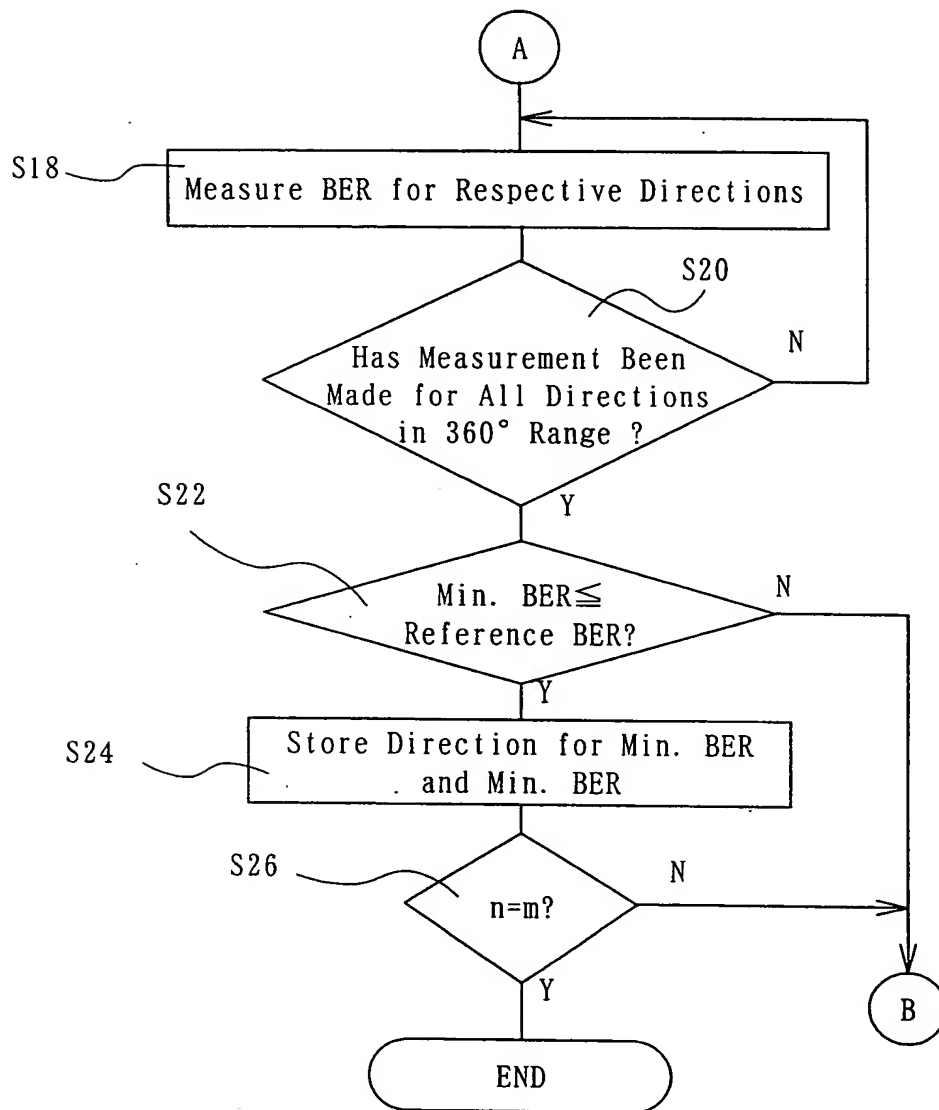 A
S18
Measure BER for Respective Directions
S20
N
Has Measurement Been
Made for All Directions
in 360° Range ?
Y
S22
N
Min. BER≦
Reference BER?
Y
S24
Store Direction for Min. BER
and Min. BER
S26
N
n=m?
Y
B
END